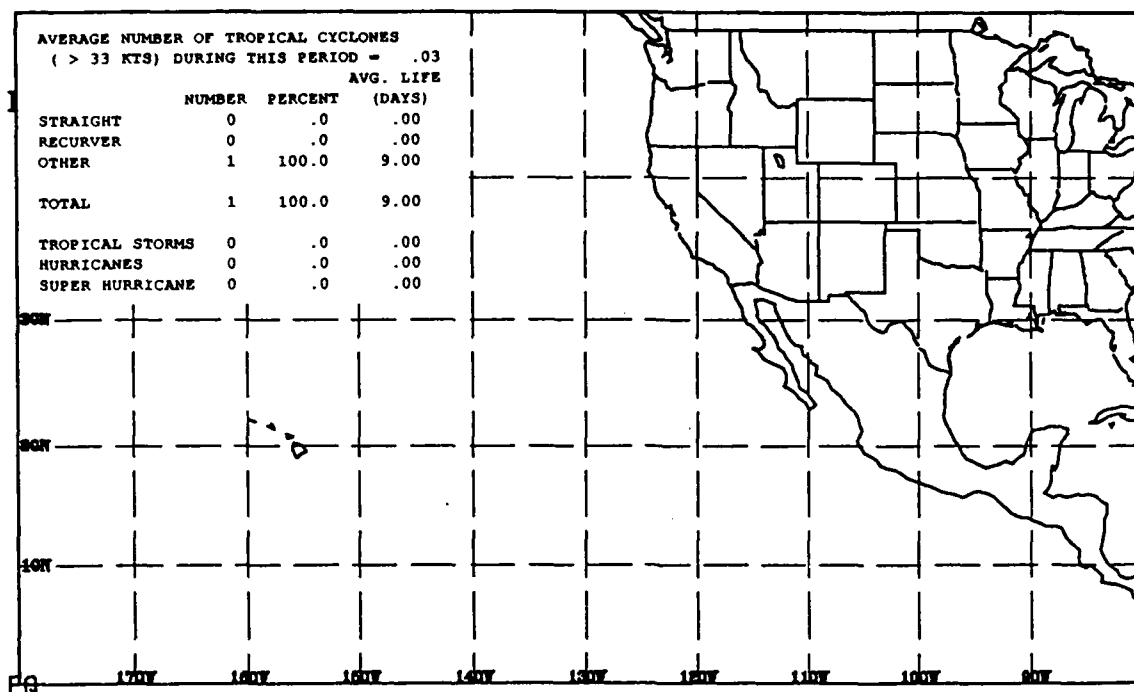 AVERAGE NUMBER OF TROPICAL CYCLONES
( > 33 KTS) DURING THIS PERIOD = .03
AVG. LIFE
NUMBER PERCENT (DAYS)
STRAIGHT 0 .0 .00
RECURVER 0 .0 .00
OTHER 1 100.0 9.00
TOTAL 1 100.0 9.00
TROPICAL STORMS 0 .0 .00
HURRICANES 0 .0 .00
SUPER HURRICANE 0 .0 .00
30N
20N
10N
EQ
170W 160W 150W 140W 130W 120W 110W 100W 90W